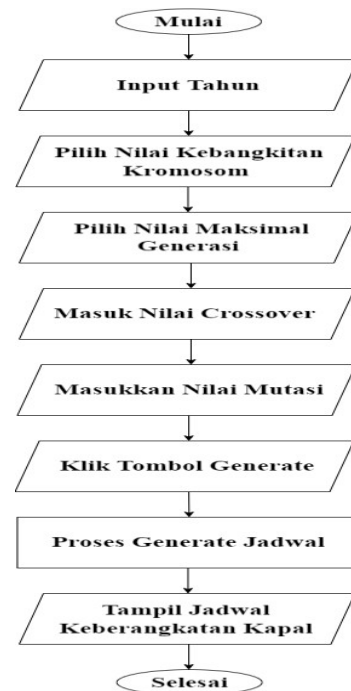 Mulai
Input Tahun
Pilih Nilai Kebangkitan
Kromosom
Pilih Nilai Maksimal
Generasi
Masuk Nilai Crossover
Masukkan Nilai Mutasi
Klik Tombol Generate
Proses Generate Jadwal
Tampil Jadwal
Keberangkatan Kapal
Selesai